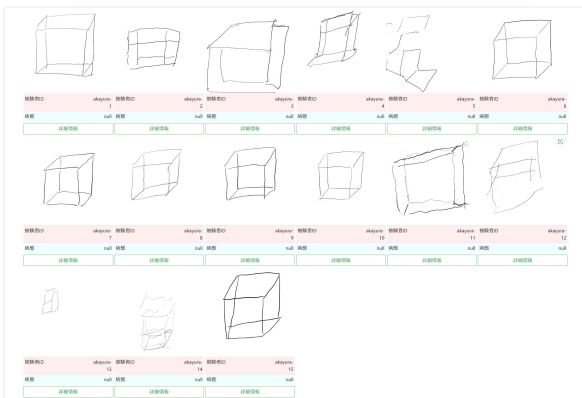 被験者ID akayura-1 被験者ID akayura-2 被験者ID akayura-3 被験者ID akayura-4 被験者ID akayura-5 被験者ID akayura-6
病態 null 病態 null 病態 null 病態 null 病態 null 病態 null
詳細情報 詳細情報 詳細情報 詳細情報 詳細情報 詳細情報
被験者ID akayura-7 被験者ID akayura-8 被験者ID akayura-9 被験者ID akayura-10 被験者ID akayura-11 被験者ID akayura-12
病態 null 病態 null 病態 null 病態 null 病態 null 病態 null
詳細情報 詳細情報 詳細情報 詳細情報 詳細情報 詳細情報
被験者ID akayura-13 被験者ID akayura-14 被験者ID akayura-15
病態 null 病態 null 病態 null
詳細情報 詳細情報 詳細情報